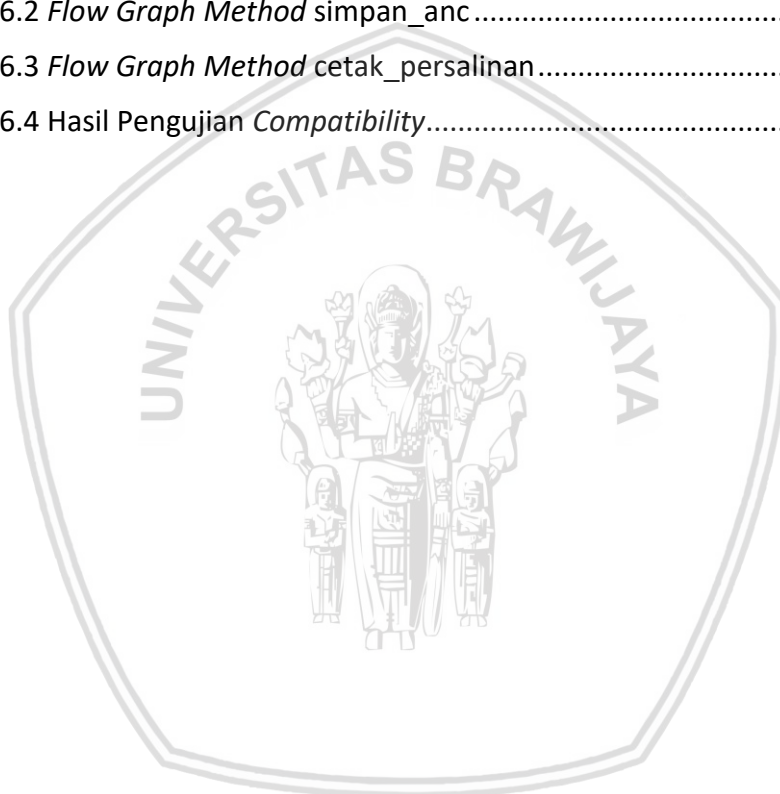 6.2 Flow Graph Method simpan_anc........................................
6.3 Flow Graph Method cetak_persalinan................................
6.4 Hasil Pengujian Compatibility.............................................
UNIVERSITAS BRAWIJAYA